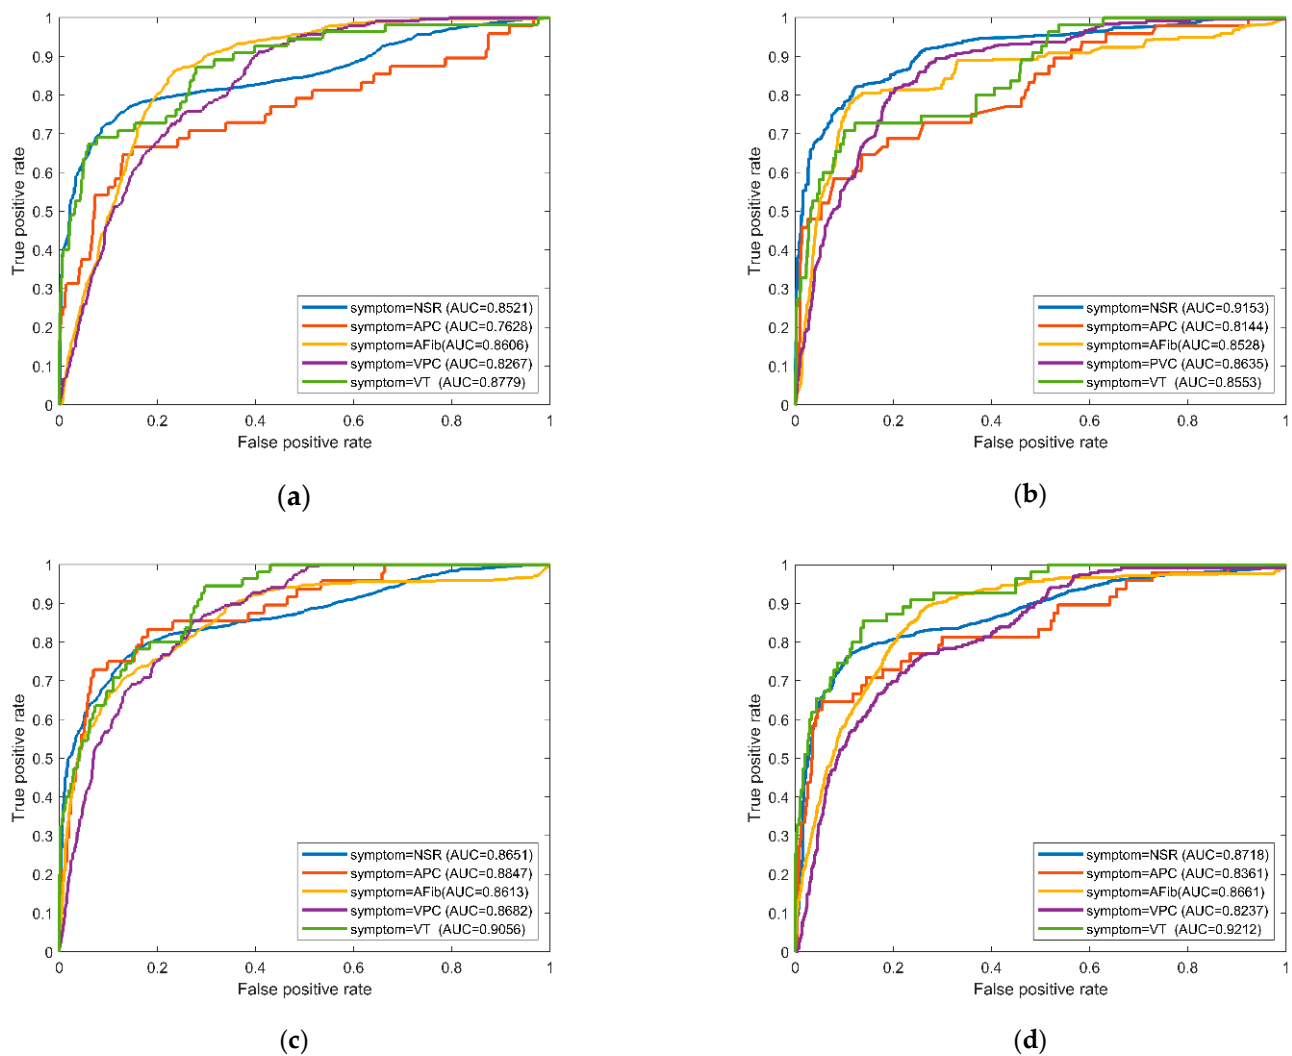 1
0.9
0.8
0.7
0.6
0.5
0.4
0.3
0.2
0.1
0
True positive rate
symptom=NSR (AUC=0.8521)
symptom=APC (AUC=0.7628)
symptom=AFib(AUC=0.8606)
symptom=VPC (AUC=0.8267)
symptom=VT (AUC=0.8779)
0 0.2 0.4 0.6 0.8 1
False positive rate
(a)
1
0.9
0.8
0.7
0.6
0.5
0.4
0.3
0.2
0.1
0
True positive rate
symptom=NSR (AUC=0.9153)
symptom=APC (AUC=0.8144)
symptom=AFib(AUC=0.8528)
symptom=PVC (AUC=0.8635)
symptom=VT (AUC=0.8553)
0 0.2 0.4 0.6 0.8 1
False positive rate
(b)
1
0.9
0.8
0.7
0.6
0.5
0.4
0.3
0.2
0.1
0
True positive rate
symptom=NSR (AUC=0.8651)
symptom=APC (AUC=0.8847)
symptom=AFib(AUC=0.8613)
symptom=VPC (AUC=0.8682)
symptom=VT (AUC=0.9056)
0 0.2 0.4 0.6 0.8 1
False positive rate
(c)
1
0.9
0.8
0.7
0.6
0.5
0.4
0.3
0.2
0.1
0
True positive rate
symptom=NSR (AUC=0.8718)
symptom=APC (AUC=0.8361)
symptom=AFib(AUC=0.8661)
symptom=VPC (AUC=0.8237)
symptom=VT (AUC=0.9212)
0 0.2 0.4 0.6 0.8 1
False positive rate
(d)